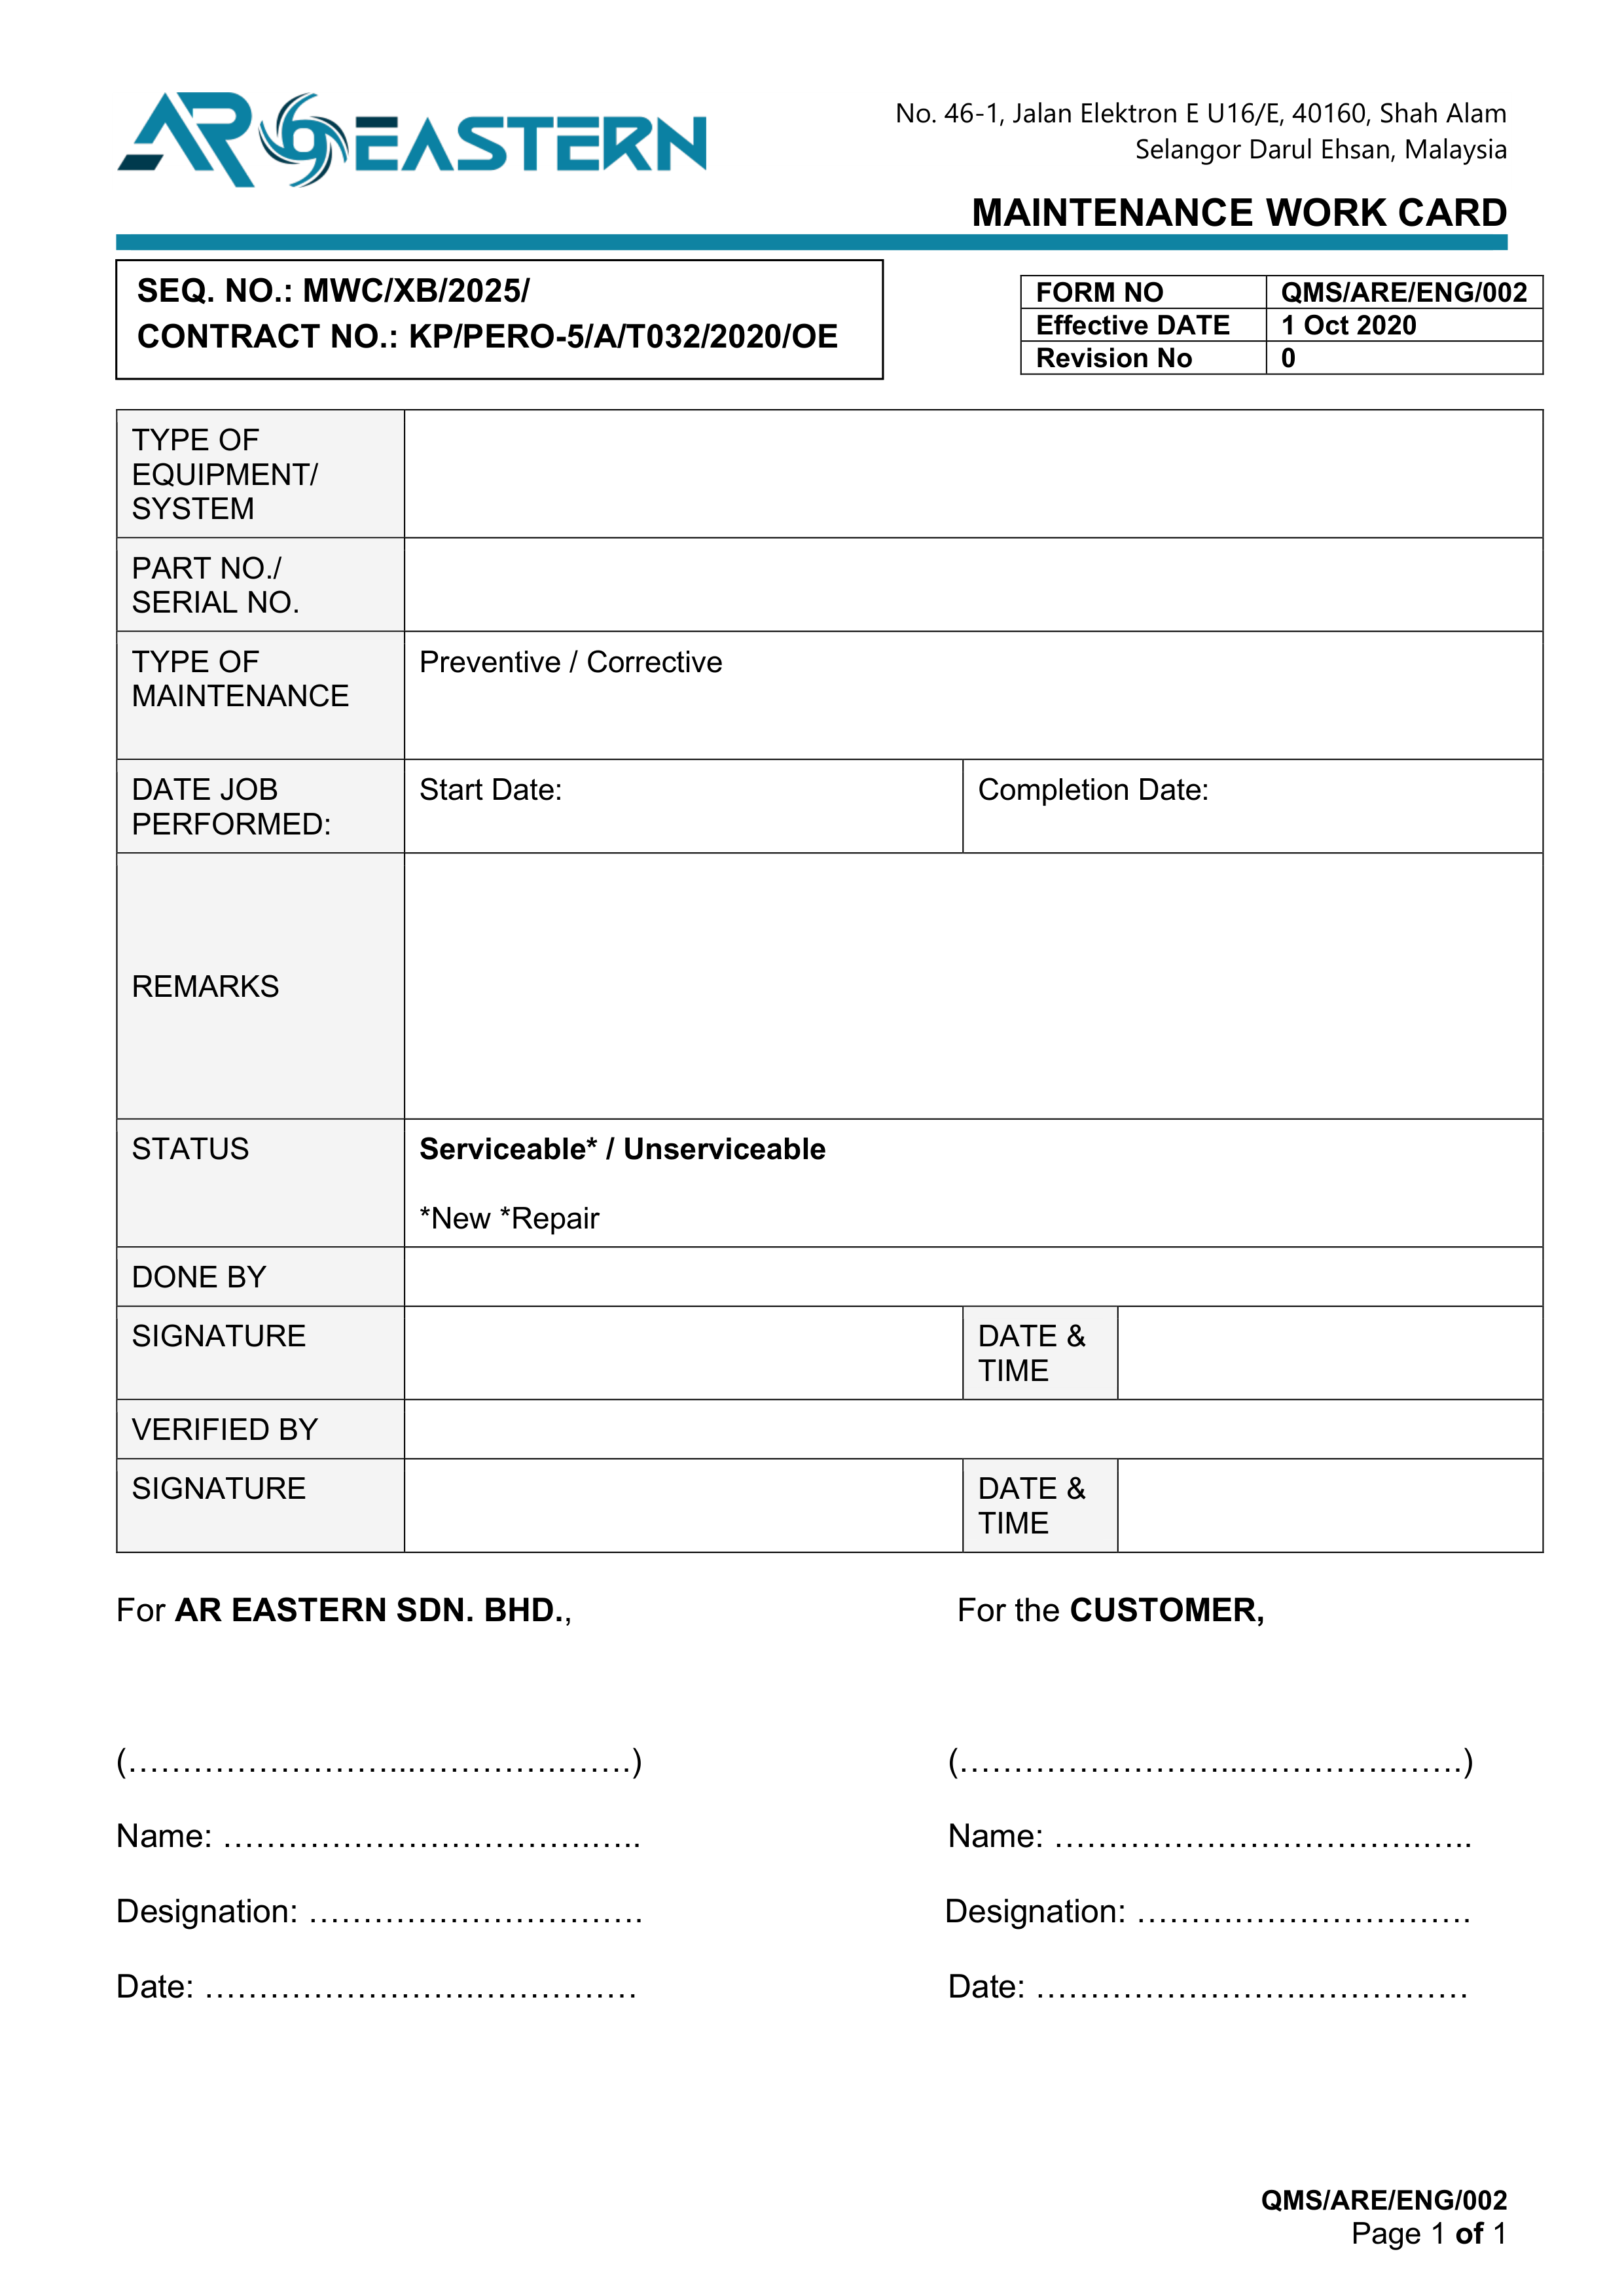 AR EASTERN
No. 46-1, Jalan Elektron E U16/E, 40160, Shah Alam
Selangor Darul Ehsan, Malaysia
MAINTENANCE WORK CARD
SEQ. NO.: MWC/XB/2025/
CONTRACT NO.: KP/PERO-5/A/T032/2020/OE
FORM NO QMS/ARE/ENG/002
Effective DATE 1 Oct 2020
Revision No 0
TYPE OF
EQUIPMENT/
SYSTEM
PART NO./
SERIAL NO.
TYPE OF
MAINTENANCE
Preventive / Corrective
DATE JOB
PERFORMED:
Start Date:
Completion Date:
REMARKS
STATUS
Serviceable* / Unserviceable
*New *Repair
DONE BY
SIGNATURE
DATE &
TIME
VERIFIED BY
SIGNATURE
DATE &
TIME
For AR EASTERN SDN. BHD.,
For the CUSTOMER,
(……………………...………….…….)
(……………………...………….…….)
Name: …………………………….…..
Name: …………………………….…..
Designation: ………………………….
Designation: ………………………….
Date: …………………….……………
Date: …………………….……………
QMS/ARE/ENG/002
Page 1 of 1